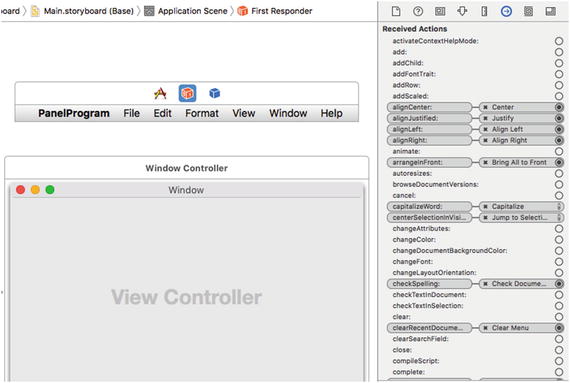 board
Main.storyboard (Base)
Application Scene
First Responder
PanelProgram File Edit Format View Window Help
Window Controller
Window
View Controller
Received Actions
activateContextHelpMode:
add:
addChild:
addFontTrait:
addRow:
addScaled:
alignCenter: Center
alignJustified: Justify
alignLeft: Align Left
alignRight: Align Right
animate:
arrangeInFront: Bring All to Front
autoresizes:
browseDocumentVersions:
cancel:
capitalizeWord: Capitalize
centerSelectionInVisi... Jump to Selecti...
changeAttributes:
changeColor:
changeDocumentBackgroundColor:
changeFont:
changeLayoutOrientation:
checkSpelling: Check Docume...
checkTextInDocument:
checkTextInSelection:
clear:
clearRecentDocume... Clear Menu
clearSearchField:
close:
compileScript:
complete: